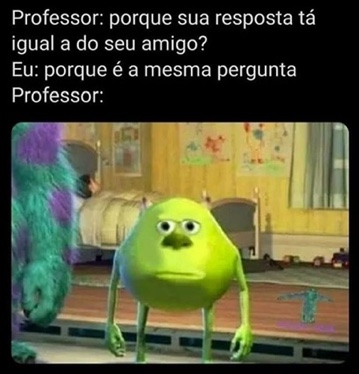 Professor: porque sua resposta tá
igual a do seu amigo?
Eu: porque é a mesma pergunta
Professor: